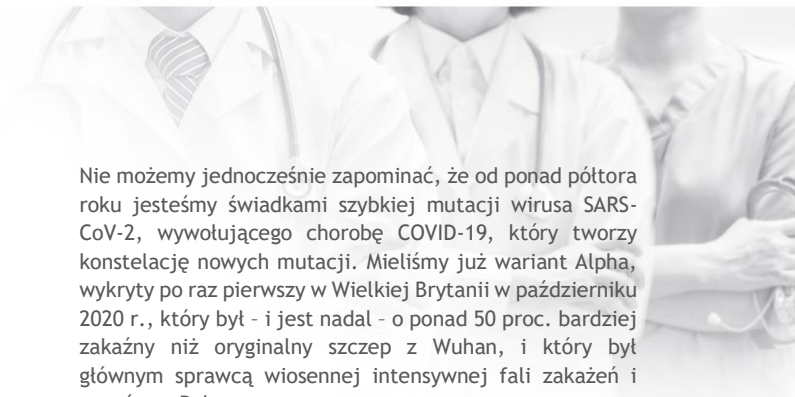 Nie możemy jednocześnie zapominać, że od ponad półtora
roku jesteśmy świadkami szybkiej mutacji wirusa SARS-
CoV-2, wywołującego chorobę COVID-19, który tworzy
konstelację nowych mutacji. Mieliśmy już wariant Alpha,
wykryty po raz pierwszy w Wielkiej Brytanii w październiku
2020 r., który był – i jest nadal – o ponad 50 proc. bardziej
zakaźny niż oryginalny szczep z Wuhan, i który był
głównym sprawcą wiosennej intensywnej fali zakażeń i